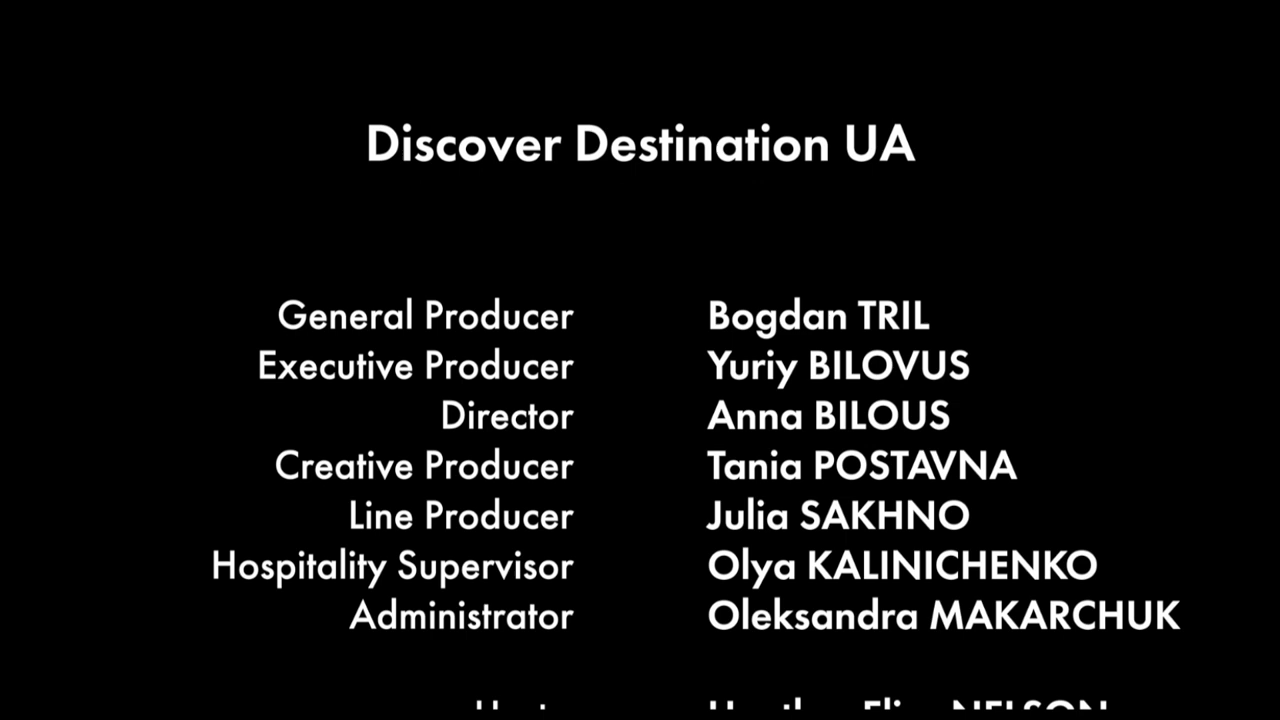 Discover Destination UA
General Producer Bogdan TRIL
Executive Producer Yuriy BILOVUS
Director Anna BILOUS
Creative Producer Tania POSTAVNA
Line Producer Julia SAKHNO
Hospitality Supervisor Olya KALINICHENKO
Administrator Oleksandra MAKARCHUK
NELSON